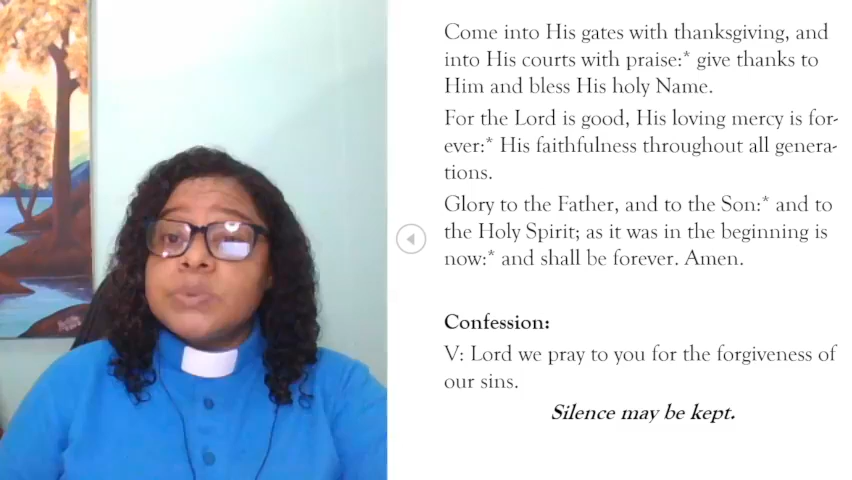 Come into His gates with thanksgiving, and
into His courts with praise:* give thanks to
Him and bless His holy Name.
For the Lord is good, His loving mercy is for-
ever:* His faithfulness throughout all genera-
tions.
Glory to the Father, and to the Son:* and to
the Holy Spirit; as it was in the beginning is
now:* and shall be forever. Amen.
Confession:
V: Lord we pray to you for the forgiveness of
our sins.
Silence may be kept.